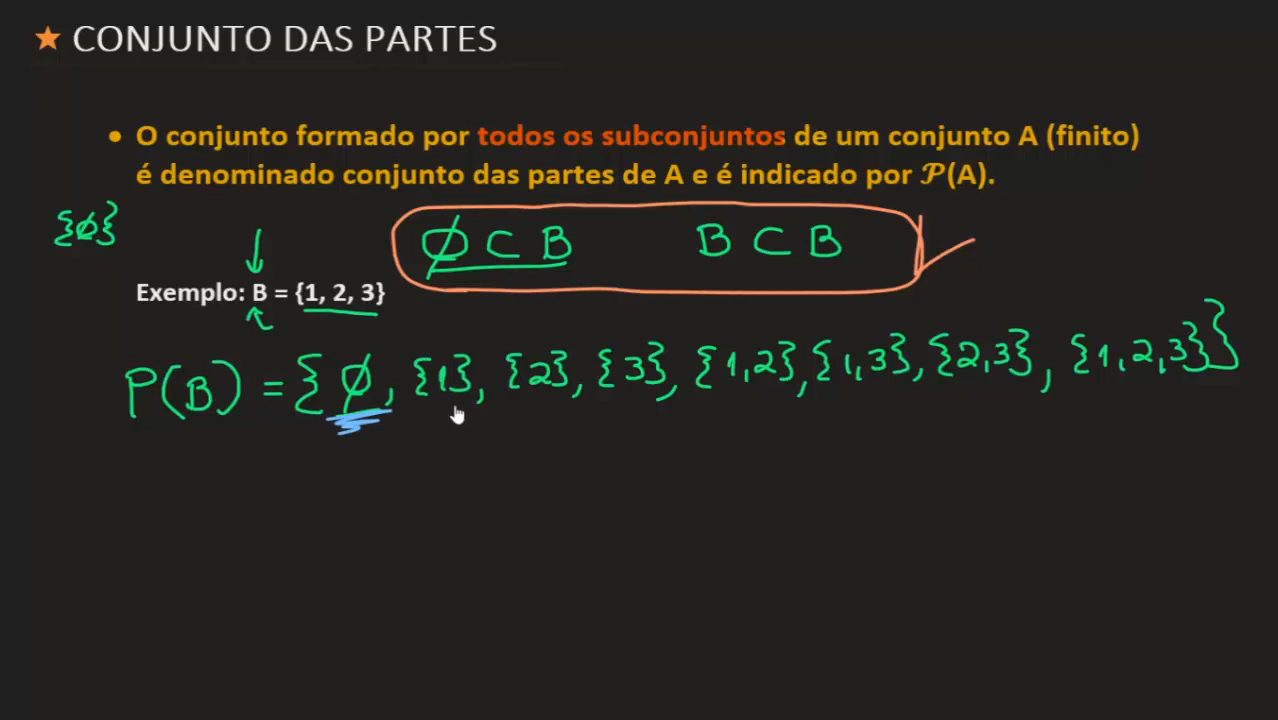 ★ CONJUNTO DAS PARTES
• O conjunto formado por todos os subconjuntos de um conjunto A (finito)
é denominado conjunto das partes de A e é indicado por 𝒫(A).
{∅}
∅ ⊂ B B ⊂ B
Exemplo: B = {1, 2, 3}
P(B) = {∅, {1}, {2}, {3}, {1,2}, {1,3}, {2,3}, {1,2,3}}